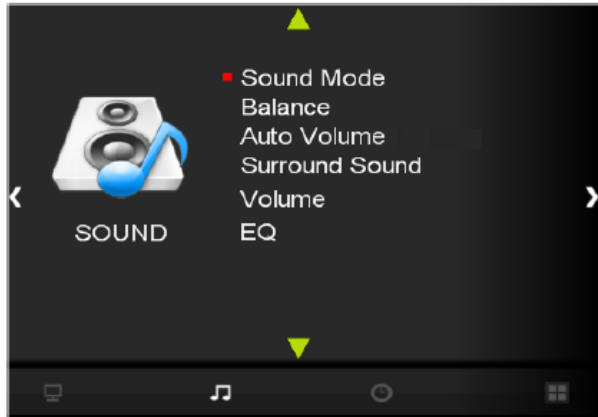 Sound Mode
Balance
Auto Volume
Surround Sound
Volume
EQ
SOUND